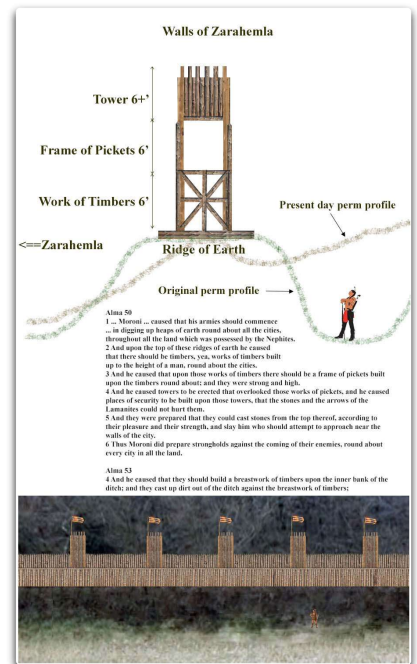 Walls of Zarahemla
Tower 6+'
Frame of Pickets 6'
Work of Timbers 6'
Present day perm profile
<==Zarahemla
Ridge of Earth
Original perm profile
Alma 50
1 ... Moroni ... caused that his armies should commence
... in digging up heaps of earth round about all the cities,
throughout all the land which was possessed by the Nephites.
2 And upon the top of these ridges of earth he caused
that there should be timbers, yea, works of timbers built
up to the height of a man, round about the cities.
3 And he caused that upon those works of timbers there should be a frame of pickets built
upon the timbers round about; and they were strong and high.
4 And he caused towers to be erected that overlooked those works of pickets, and he caused
places of security to be built upon those towers, that the stones and the arrows of the
Lamanites could not hurt them.
5 And they were prepared that they could cast stones from the top thereof, according to
their pleasure and their strength, and slay him who should attempt to approach near the
walls of the city.
6 Thus Moroni did prepare strongholds against the coming of their enemies, round about
every city in all the land.
Alma 53
4 And he caused that they should build a breastwork of timbers upon the inner bank of the
ditch; and they cast up dirt out of the ditch against the breastwork of timbers;